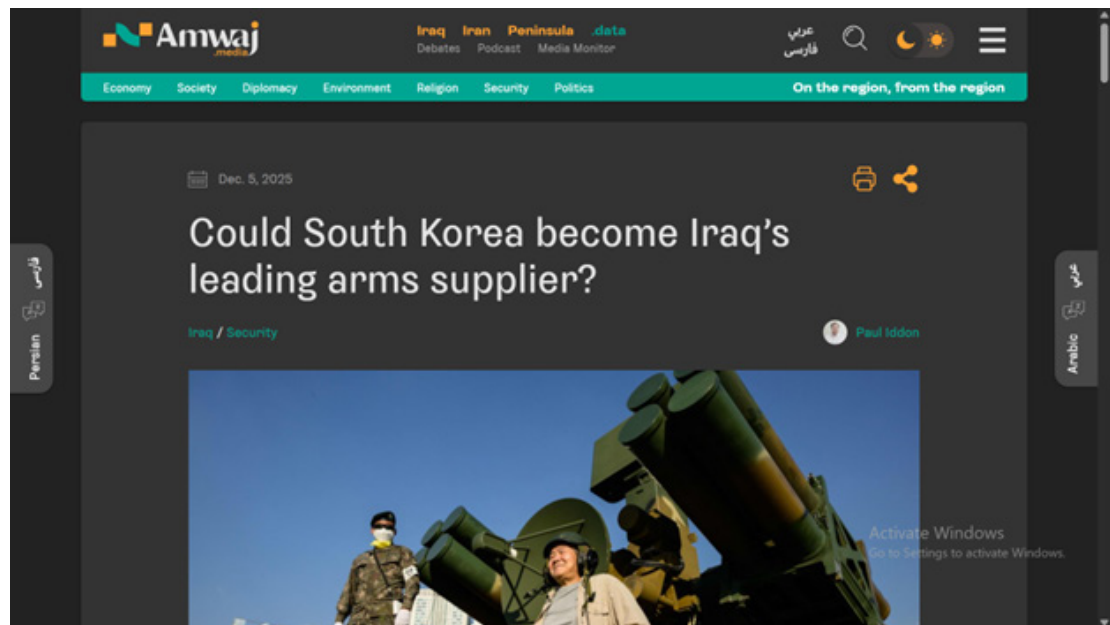 Amwaj
.media
Iraq Iran Peninsula .data
Debates Podcast Media Monitor
عربي
فارسی
Economy Society Diplomacy Environment Religion Security Politics
On the region, from the region
Dec. 5, 2025
Could South Korea become Iraq’s
leading arms supplier?
Iraq / Security
Paul Iddon
فارسی
Persian
عربي
Arabic
Activate Windows
Go to Settings to activate Windows.